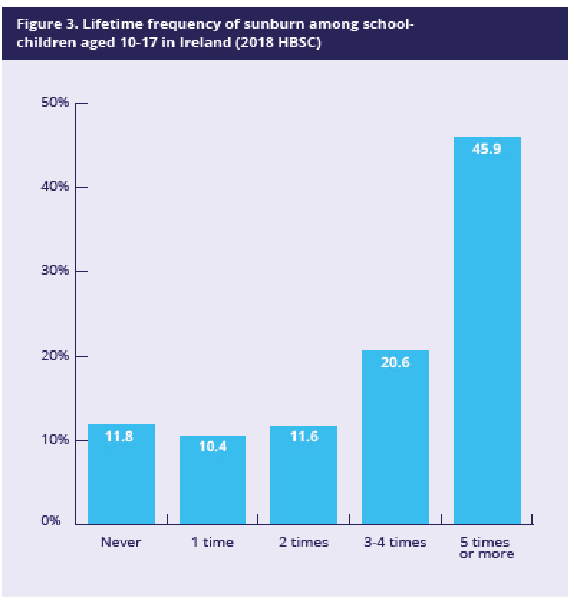 Figure 3. Lifetime frequency of sunburn among school-
children aged 10-17 in Ireland (2018 HBSC)
50%
40%
30%
20%
10%
0%
11.8
10.4
11.6
20.6
45.9
Never
1 time
2 times
3-4 times
5 times
or more